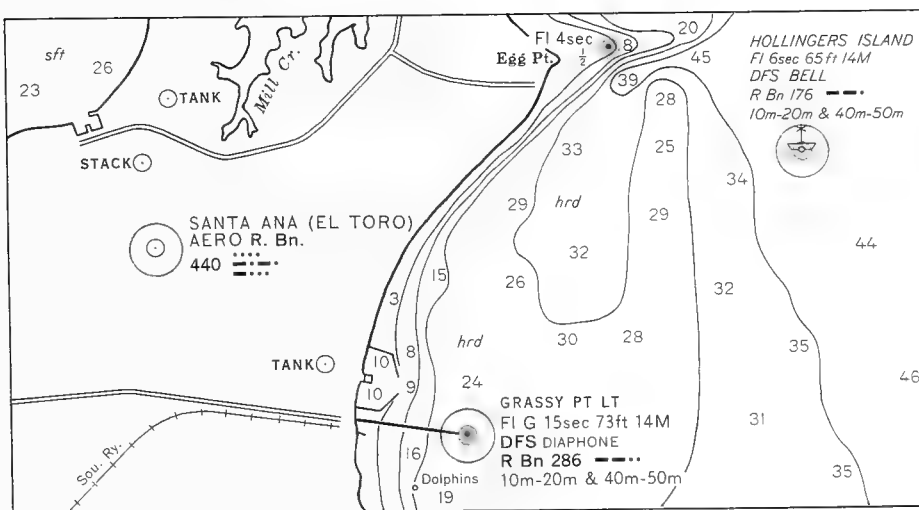 sft
23
26
TANK
Mill Cr.
STACK
SANTA ANA (EL TORO)
AERO R. Bn.
440
TANK
Sou. Ry.
Fl 4sec
Egg Pt.
½
8
20
45
39
HOLLINGERS ISLAND
Fl 6sec 65ft 14M
DFS BELL
R Bn 176
10m-20m & 40m-50m
28
33
25
34
29
hrd
29
44
32
15
26
32
3
30
28
35
hrd
8
10
9
10
24
46
GRASSY PT LT
Fl G 15sec 73ft 14M
DFS DIAPHONE
R Bn 286
10m-20m & 40m-50m
31
16
Dolphins
19
35